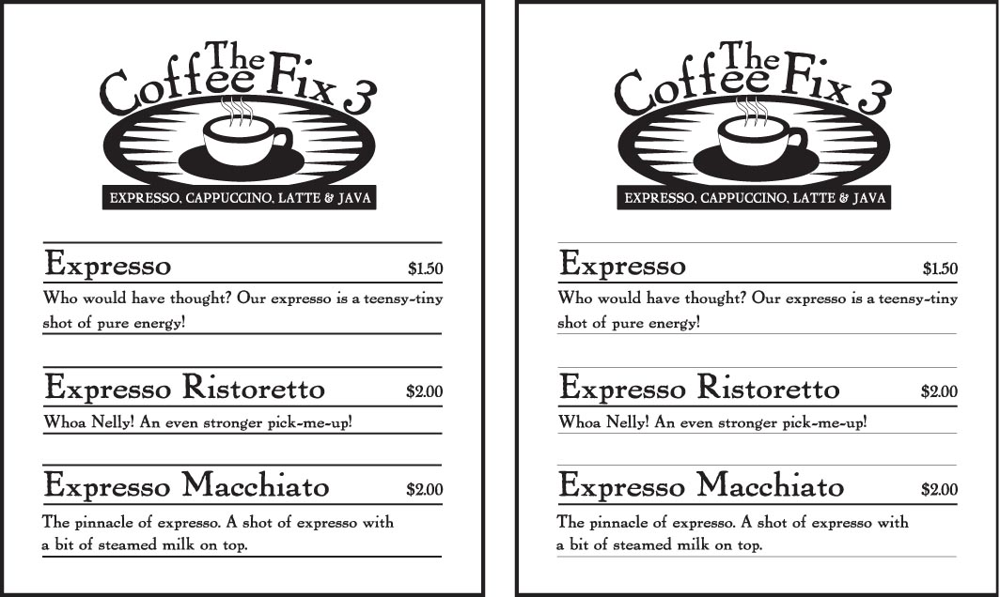 The
Coffee Fix 3
EXPRESSO, CAPPUCCINO, LATTE & JAVA
Expresso $1.50
Who would have thought? Our expresso is a teensy-tiny
shot of pure energy!
Expresso Ristoretto $2.00
Whoa Nelly! An even stronger pick-me-up!
Expresso Macchiato $2.00
The pinnacle of expresso. A shot of expresso with
a bit of steamed milk on top.
The
Coffee Fix 3
EXPRESSO, CAPPUCCINO, LATTE & JAVA
Expresso $1.50
Who would have thought? Our expresso is a teensy-tiny
shot of pure energy!
Expresso Ristoretto $2.00
Whoa Nelly! An even stronger pick-me-up!
Expresso Macchiato $2.00
The pinnacle of expresso. A shot of expresso with
a bit of steamed milk on top.